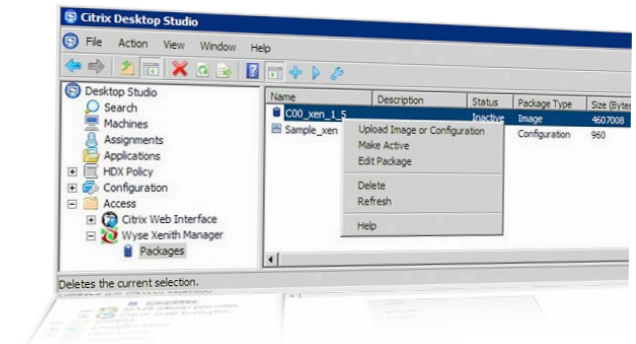 Citrix Desktop Studio
File Action View Window Help
Desktop Studio
Search
Machines
Assignments
Applications
HDX Policy
Configuration
Access
Citrix Web Interface
Wyse Xenith Manager
Packages
Name Description Status Package Type Size (Bytes
C00_xen_1_5 Inactive Image 4607008
Sample_xen Configuration 960
Upload Image or Configuration
Make Active
Edit Package
Delete
Refresh
Help
Deletes the current selection.